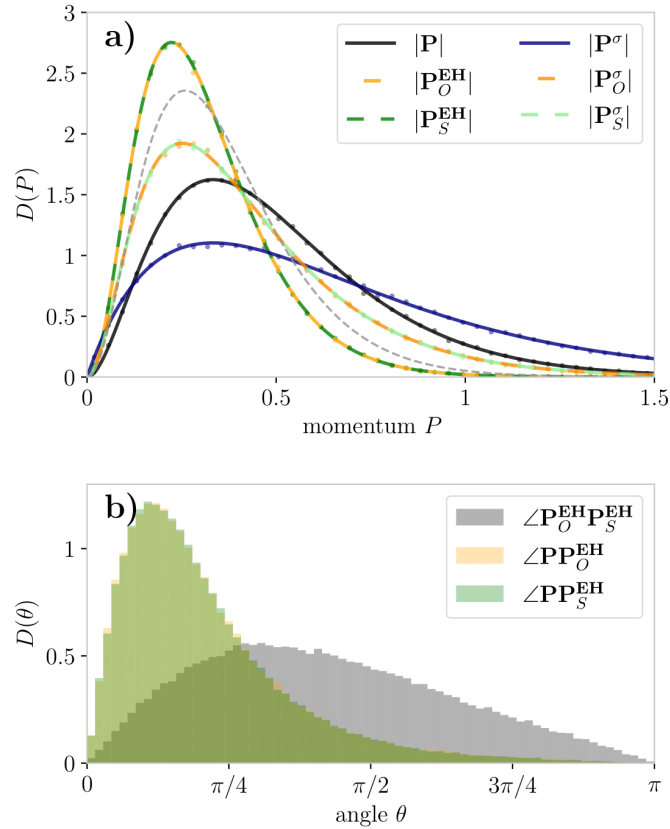 a)
D(P)
3
2.5
2
1.5
1
0.5
0
|P| |P^σ|
|P_O^EH| |P_O^σ|
|P_S^EH| |P_S^σ|
0 0.5 1 1.5
momentum P
b)
D(θ)
1
0.5
0
∠P_O^EH P_S^EH
∠PP_O^EH
∠PP_S^EH
0 π/4 π/2 3π/4 π
angle θ